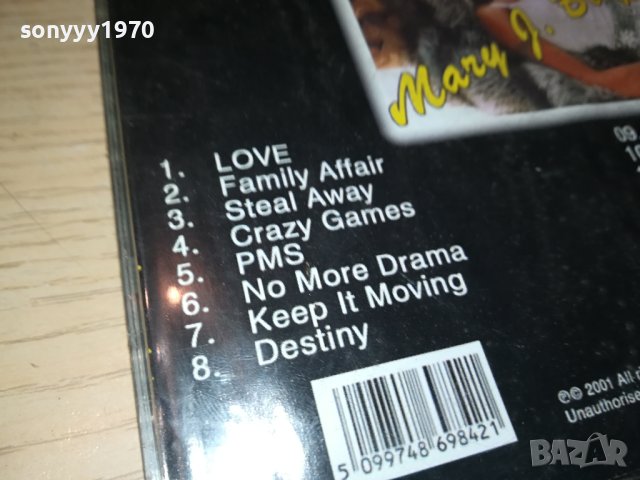 sonyyy1970
Mary J.
1. LOVE
2. Family Affair
3. Steal Away
4. Crazy Games
5. PMS
6. No More Drama
7. Keep It Moving
8. Destiny
09.
10
5 099748 698421
℗© 2001 All
Unauthorise
BAZAR